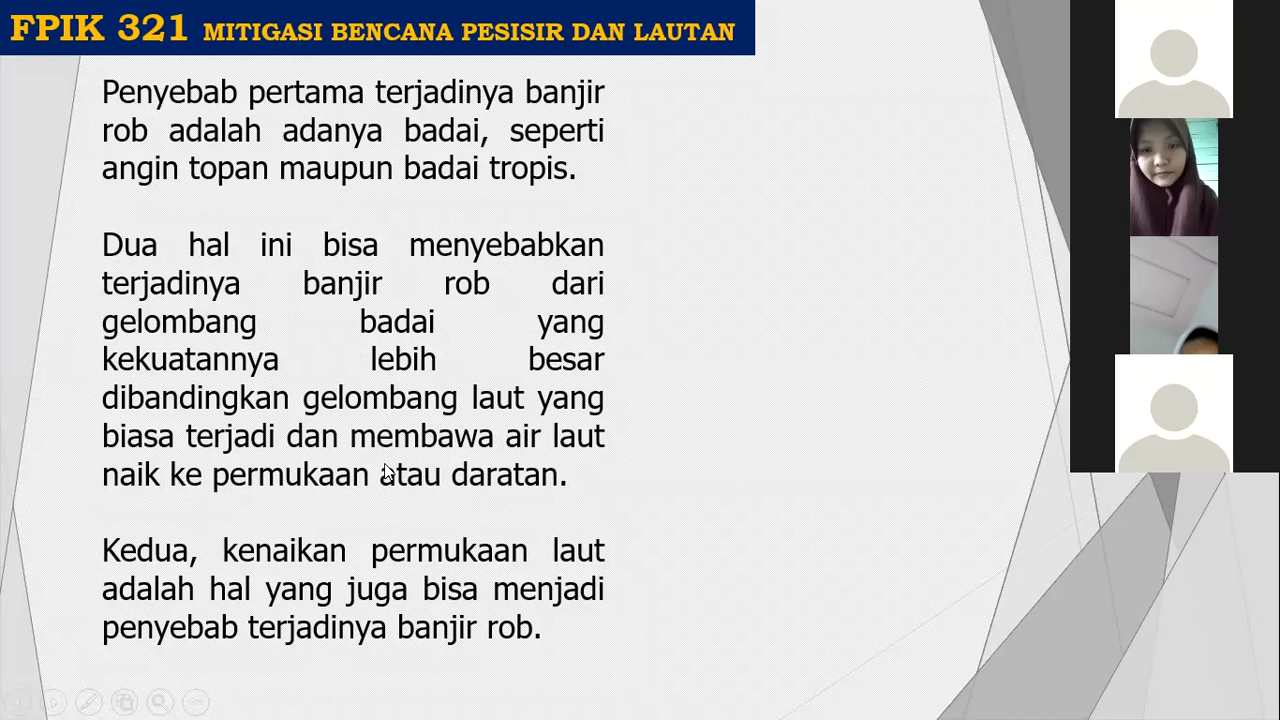 FPIK 321 MITIGASI BENCANA PESISIR DAN LAUTAN
Penyebab pertama terjadinya banjir
rob adalah adanya badai, seperti
angin topan maupun badai tropis.
Dua hal ini bisa menyebabkan
terjadinya banjir rob dari
gelombang badai yang
kekuatannya lebih besar
dibandingkan gelombang laut yang
biasa terjadi dan membawa air laut
naik ke permukaan atau daratan.
Kedua, kenaikan permukaan laut
adalah hal yang juga bisa menjadi
penyebab terjadinya banjir rob.